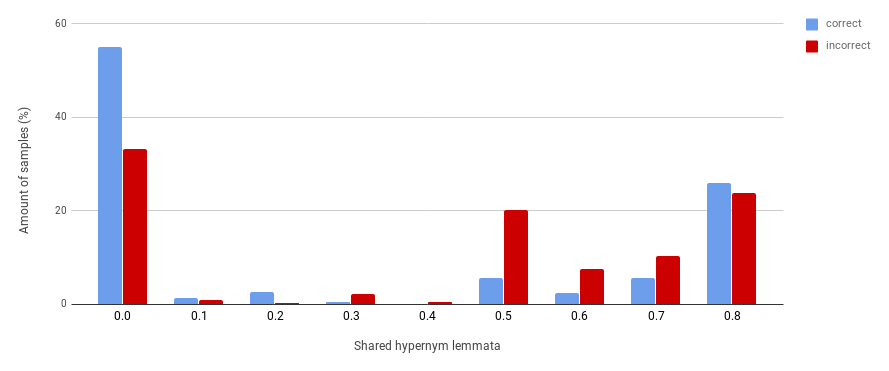 60
40
20
0
Amount of samples (%)
0.0 0.1 0.2 0.3 0.4 0.5 0.6 0.7 0.8
Shared hypernym lemmata
correct
incorrect